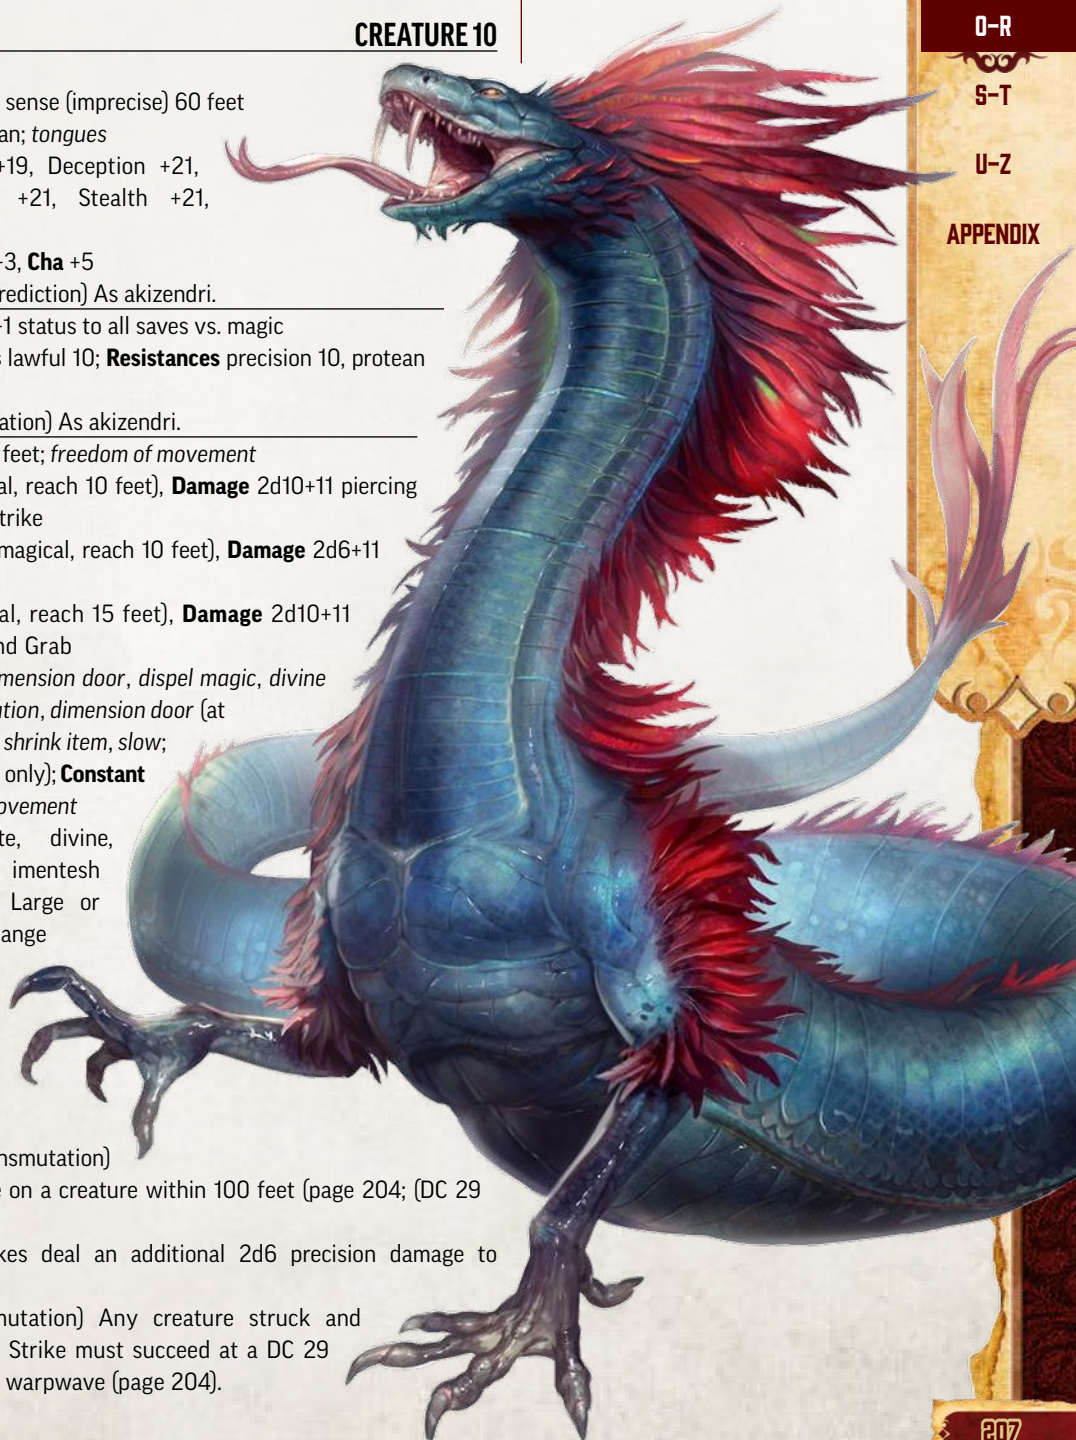 CREATURE 10
sense (imprecise) 60 feet
an; tongues
+19, Deception +21,
+21, Stealth +21,
+3, Cha +5
rediction) As akizendri.
+1 status to all saves vs. magic
s lawful 10; Resistances precision 10, protean
ation) As akizendri.
feet; freedom of movement
al, reach 10 feet), Damage 2d10+11 piercing
trike
magical, reach 10 feet), Damage 2d6+11
al, reach 15 feet), Damage 2d10+11
nd Grab
mension door, dispel magic, divine
ution, dimension door (at
shrink item, slow;
only); Constant
ovement
te, divine,
imentesh
Large or
ange
nsmutation)
e on a creature within 100 feet (page 204; (DC 29
kes deal an additional 2d6 precision damage to
mutation) Any creature struck and
Strike must succeed at a DC 29
warpwave (page 204).
O–R
S–T
U–Z
APPENDIX
207